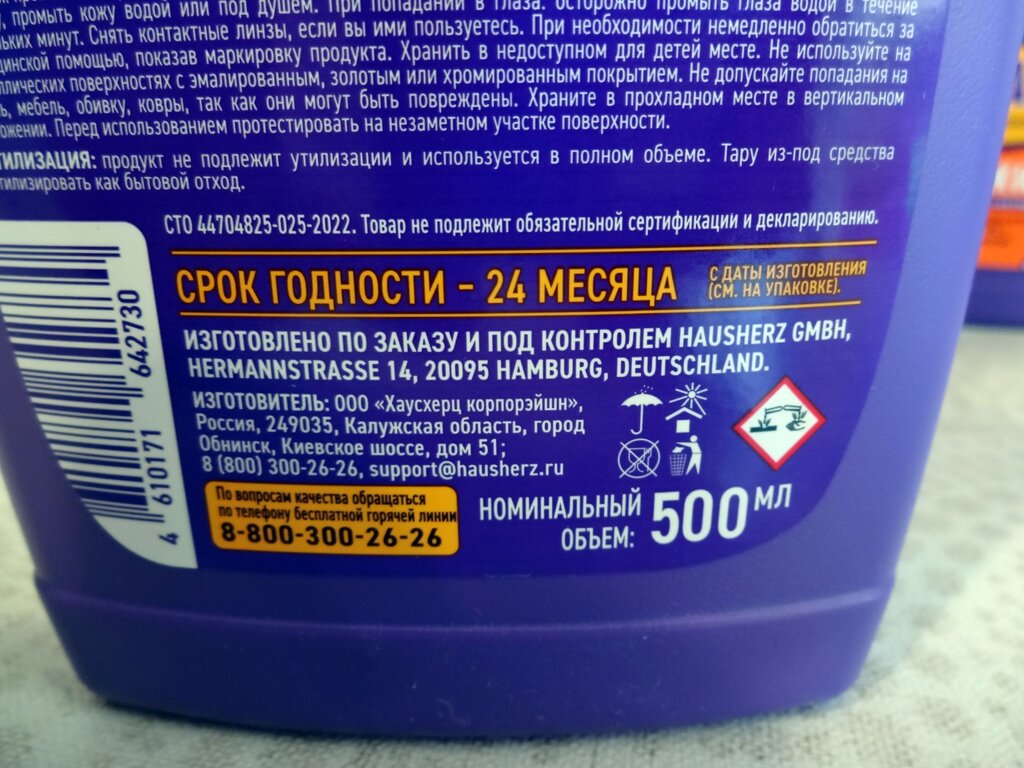 промыть кожу водой или под душем. При попадании в глаза: осторожно промыть глаза водой в течение
минут. Снять контактные линзы, если вы ими пользуетесь. При необходимости немедленно обратиться за
помощью, показав маркировку продукта. Хранить в недоступном для детей месте. Не используйте на
поверхностях с эмалированным, золотым или хромированным покрытием. Не допускайте попадания на
мебель, обивку, ковры, так как они могут быть повреждены. Храните в прохладном месте в вертикальном
Перед использованием протестировать на незаметном участке поверхности.
ТИЛИЗАЦИЯ: продукт не подлежит утилизации и используется в полном объеме. Тару из-под средства
тилизировать как бытовой отход.
СТО 44704825-025-2022. Товар не подлежит обязательной сертификации и декларированию.
СРОК ГОДНОСТИ – 24 МЕСЯЦА
С ДАТЫ ИЗГОТОВЛЕНИЯ
(СМ. НА УПАКОВКЕ).
ИЗГОТОВЛЕНО ПО ЗАКАЗУ И ПОД КОНТРОЛЕМ HAUSHERZ GMBH,
HERMANNSTRASSE 14, 20095 HAMBURG, DEUTSCHLAND.
ИЗГОТОВИТЕЛЬ: ООО «Хаусхерц корпорэйшн»,
Россия, 249035, Калужская область, город
Обнинск, Киевское шоссе, дом 51;
8 (800) 300-26-26, support@hausherz.ru
По вопросам качества обращаться
по телефону бесплатной горячей линии
8-800-300-26-26
НОМИНАЛЬНЫЙ
ОБЪЕМ:
500 МЛ
4 610171 642730